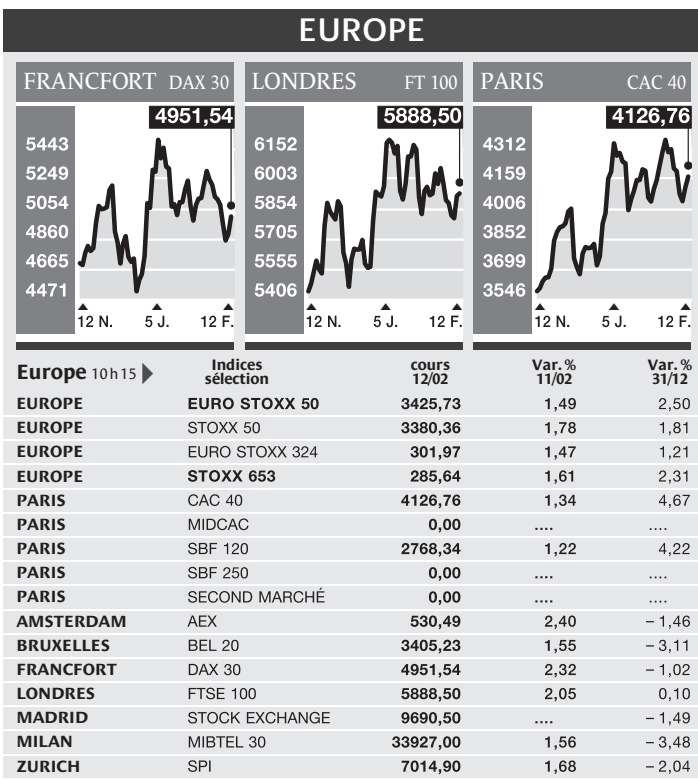 EUROPE
FRANCFORT DAX 30
4951,54
5443
5249
5054
4860
4665
4471
12 N. 5 J. 12 F.
LONDRES FT 100
5888,50
6152
6003
5854
5705
5555
5406
12 N. 5 J. 12 F.
PARIS CAC 40
4126,76
4312
4159
4006
3852
3699
3546
12 N. 5 J. 12 F.
Europe 10h15 Indices sélection cours 12/02 Var. % 11/02 Var. % 31/12
EUROPE EURO STOXX 50 3425,73 1,49 2,50
EUROPE STOXX 50 3380,36 1,78 1,81
EUROPE EURO STOXX 324 301,97 1,47 1,21
EUROPE STOXX 653 285,64 1,61 2,31
PARIS CAC 40 4126,76 1,34 4,67
PARIS MIDCAC 0,00 .... ....
PARIS SBF 120 2768,34 1,22 4,22
PARIS SBF 250 0,00 .... ....
PARIS SECOND MARCHÉ 0,00 .... ....
AMSTERDAM AEX 530,49 2,40 – 1,46
BRUXELLES BEL 20 3405,23 1,55 – 3,11
FRANCFORT DAX 30 4951,54 2,32 – 1,02
LONDRES FTSE 100 5888,50 2,05 0,10
MADRID STOCK EXCHANGE 9690,50 .... – 1,49
MILAN MIBTEL 30 33927,00 1,56 – 3,48
ZURICH SPI 7014,90 1,68 – 2,04